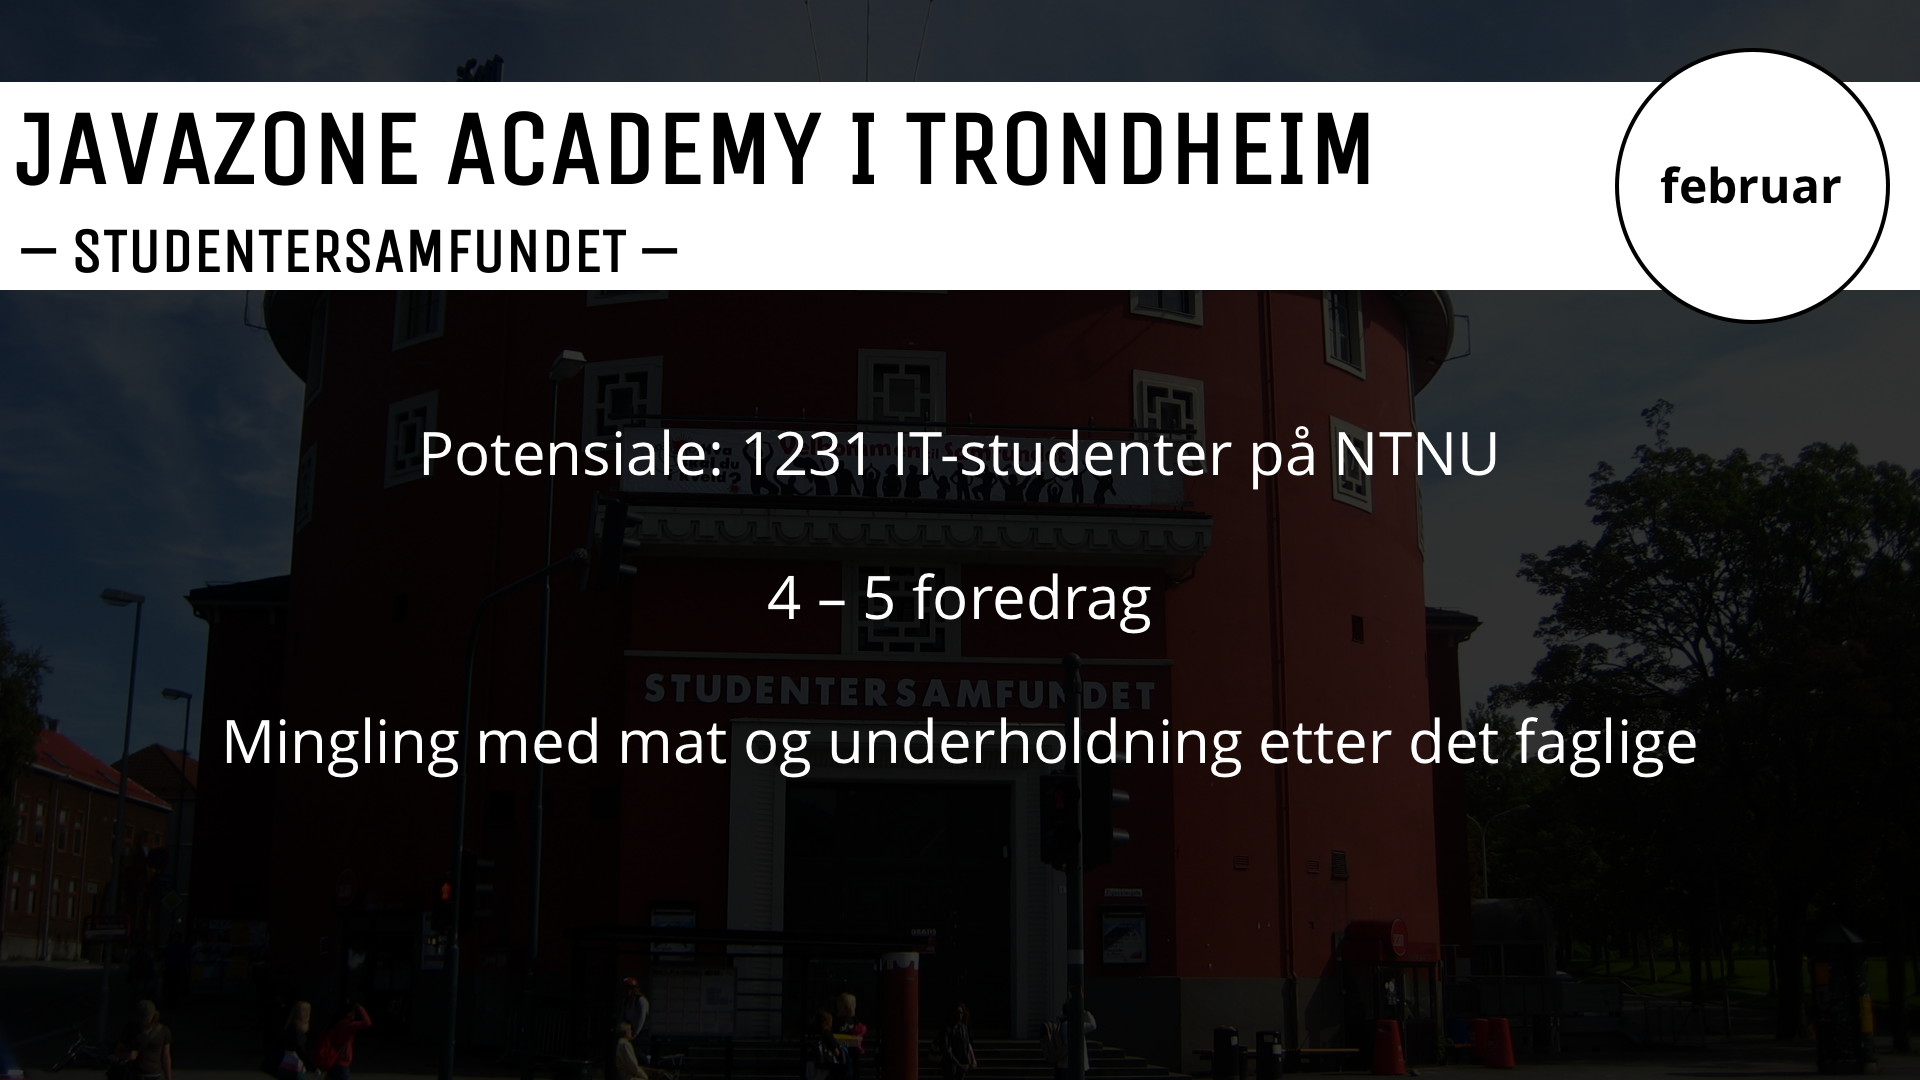 JAVAZONE ACADEMY I TRONDHEIM
— STUDENTERSAMFUNDET —
februar
Potensiale: 1231 IT-studenter på NTNU
4 – 5 foredrag
STUDENTERSAMFUNDET
Mingling med mat og underholdning etter det faglige